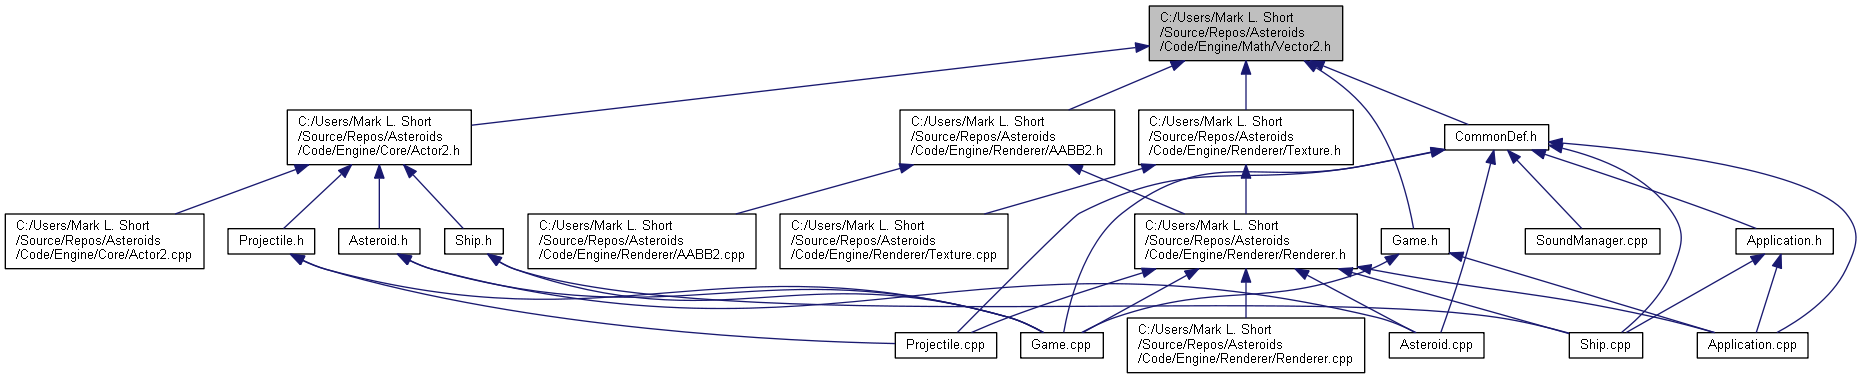 C:/Users/Mark L. Short
/Source/Repos/Asteroids
/Code/Engine/Math/Vector2.h
C:/Users/Mark L. Short
/Source/Repos/Asteroids
/Code/Engine/Core/Actor2.h
C:/Users/Mark L. Short
/Source/Repos/Asteroids
/Code/Engine/Renderer/AABB2.h
C:/Users/Mark L. Short
/Source/Repos/Asteroids
/Code/Engine/Renderer/Texture.h
CommonDef.h
C:/Users/Mark L. Short
/Source/Repos/Asteroids
/Code/Engine/Core/Actor2.cpp
Projectile.h
Asteroid.h
Ship.h
C:/Users/Mark L. Short
/Source/Repos/Asteroids
/Code/Engine/Renderer/AABB2.cpp
C:/Users/Mark L. Short
/Source/Repos/Asteroids
/Code/Engine/Renderer/Texture.cpp
C:/Users/Mark L. Short
/Source/Repos/Asteroids
/Code/Engine/Renderer/Renderer.h
Game.h
SoundManager.cpp
Application.h
Projectile.cpp
Game.cpp
C:/Users/Mark L. Short
/Source/Repos/Asteroids
/Code/Engine/Renderer/Renderer.cpp
Asteroid.cpp
Ship.cpp
Application.cpp